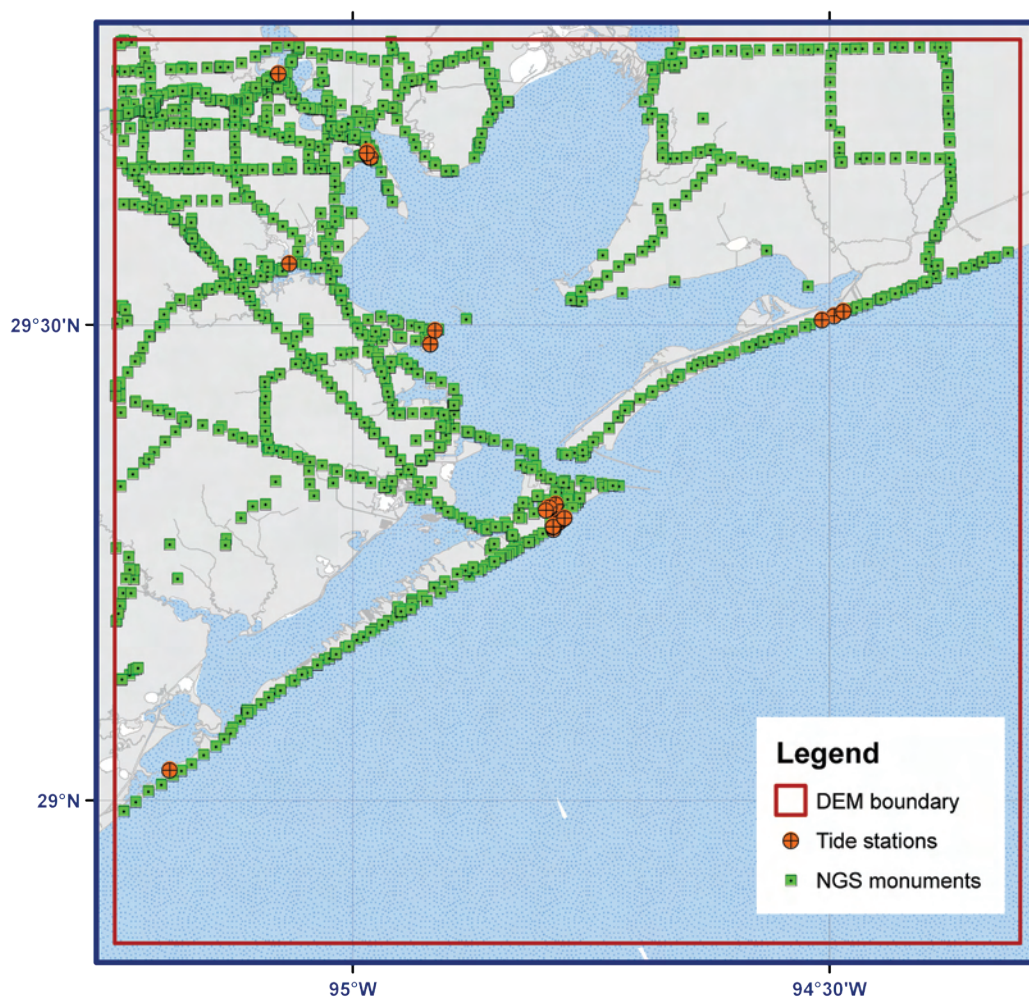 29°30'N
29°N
Legend
DEM boundary
Tide stations
NGS monuments
95°W
94°30'W